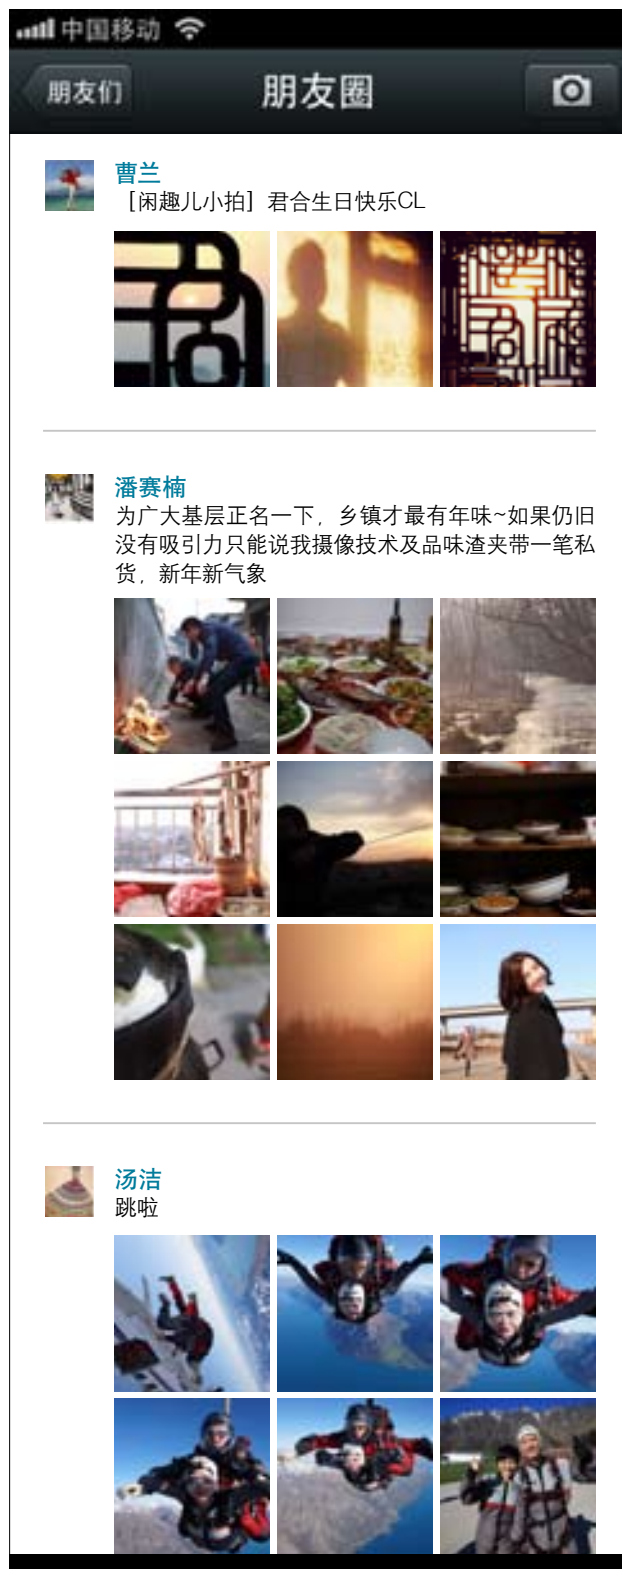 中国移动
朋友们 朋友圈
曹兰
［闲趣儿小拍］君合生日快乐CL
潘赛楠
为广大基层正名一下，乡镇才最有年味~如果仍旧
没有吸引力只能说我摄像技术及品味渣夹带一笔私
货，新年新气象
汤洁
跳啦